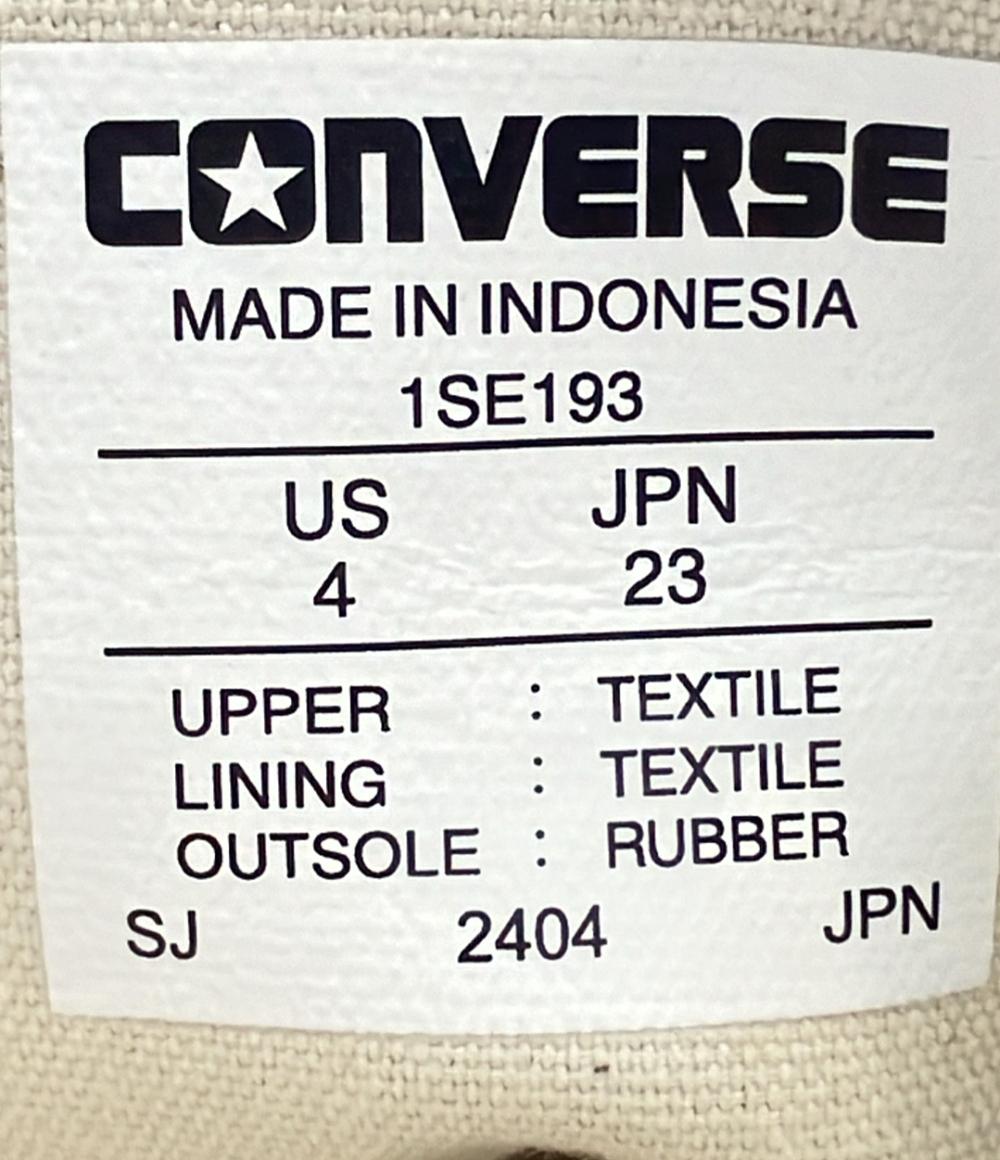 CONVERSE
MADE IN INDONESIA
1SE193
US JPN
4 23
UPPER : TEXTILE
LINING : TEXTILE
OUTSOLE : RUBBER
SJ 2404 JPN